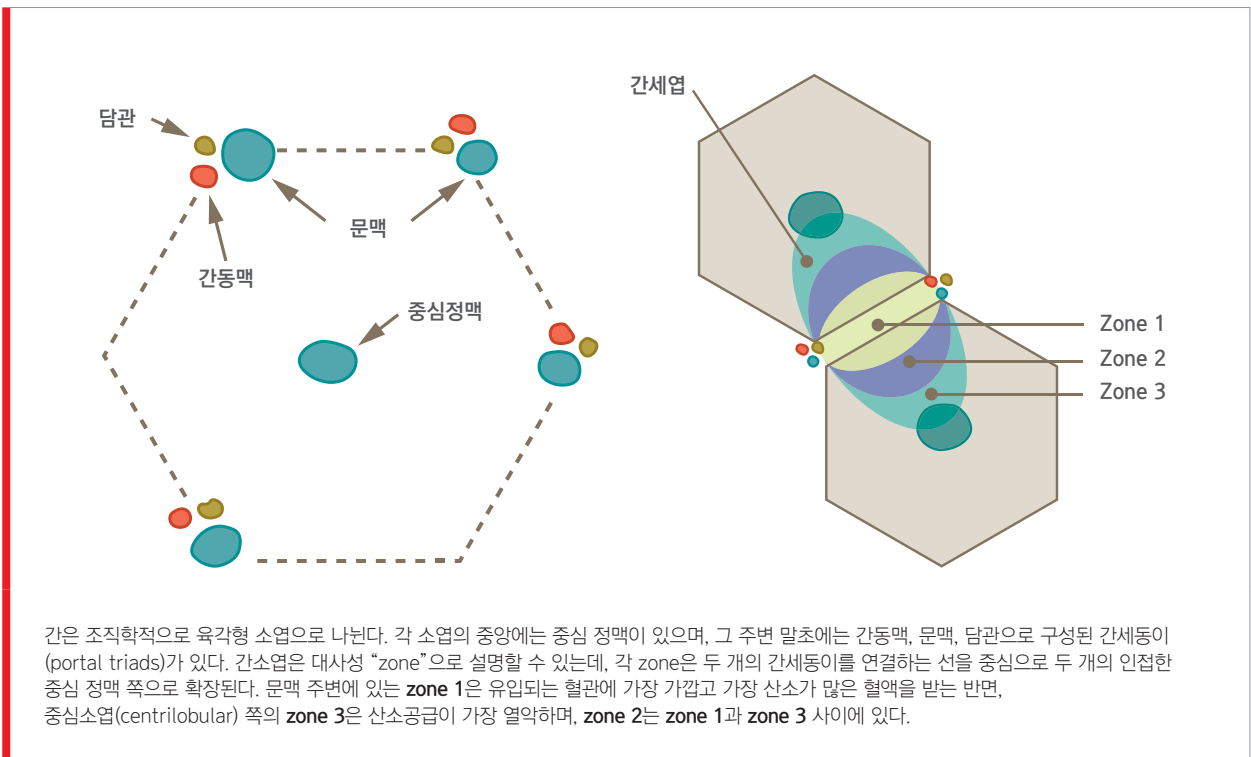 담관
문맥
간동맥
중심정맥
간세엽
Zone 1
Zone 2
Zone 3
간은 조직학적으로 육각형 소엽으로 나뉜다. 각 소엽의 중앙에는 중심 정맥이 있으며, 그 주변 말초에는 간동맥, 문맥, 담관으로 구성된 간세동이
(portal triads)가 있다. 간소엽은 대사성 “zone”으로 설명할 수 있는데, 각 zone은 두 개의 간세동이를 연결하는 선을 중심으로 두 개의 인접한
중심 정맥 쪽으로 확장된다. 문맥 주변에 있는 zone 1은 유입되는 혈관에 가장 가깝고 가장 산소가 많은 혈액을 받는 반면,
중심소엽(centrilobular) 쪽의 zone 3은 산소공급이 가장 열악하며, zone 2는 zone 1과 zone 3 사이에 있다.